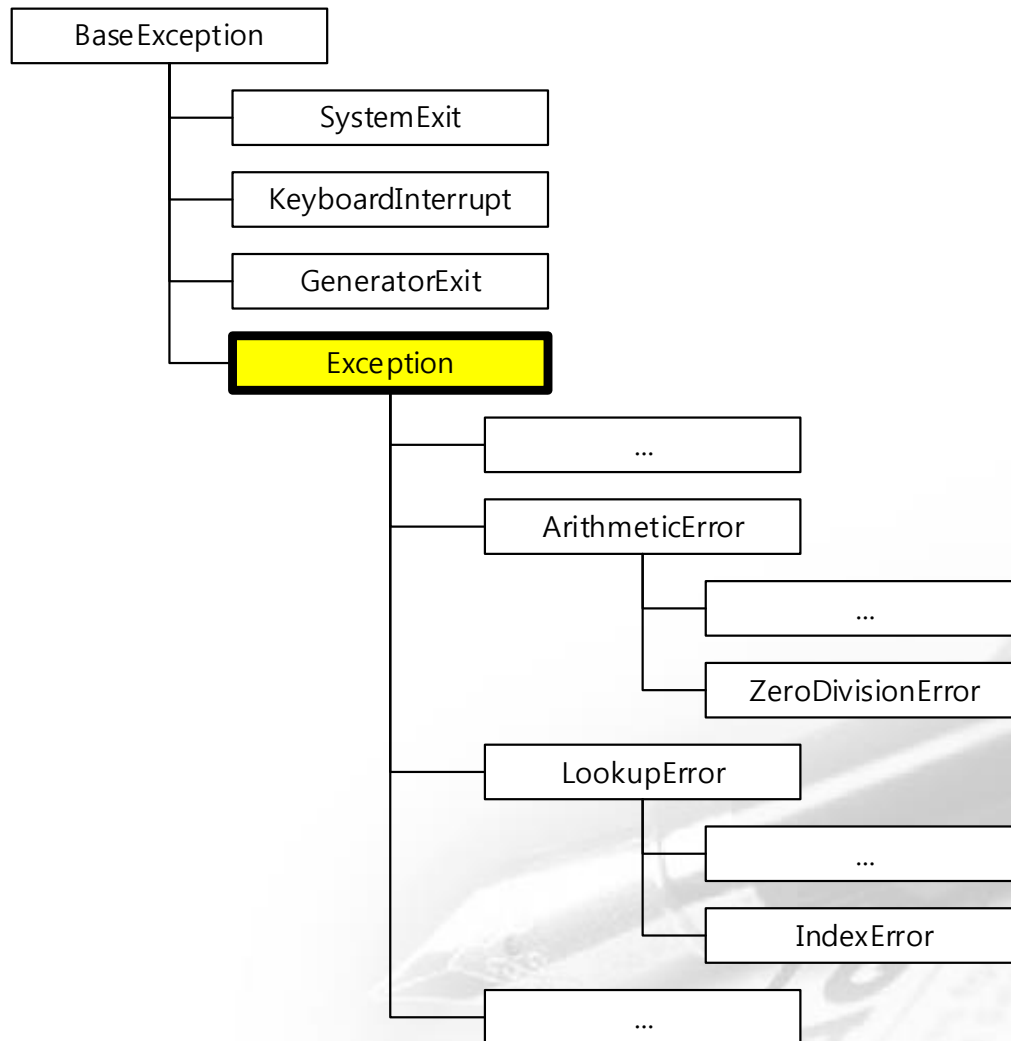 BaseException
SystemExit
KeyboardInterrupt
GeneratorExit
Exception
...
ArithmeticError
...
ZeroDivisionError
LookupError
...
IndexError
...